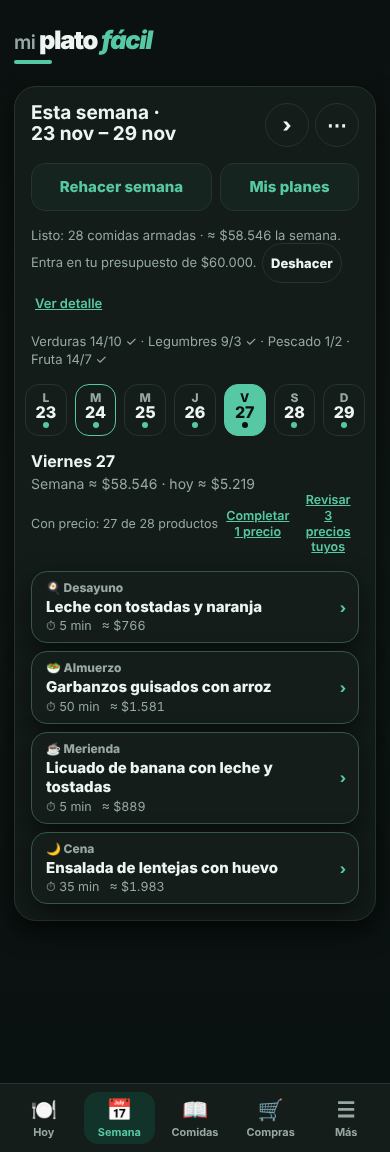 mi plato fácil
Esta semana ·
23 nov – 29 nov
› ⋯
Rehacer semana
Mis planes
Listo: 28 comidas armadas · ≈ $58.546 la semana.
Entra en tu presupuesto de $60.000. Deshacer
Ver detalle
Verduras 14/10 ✓ · Legumbres 9/3 ✓ · Pescado 1/2 ·
Fruta 14/7 ✓
L M M J V S D
23 24 25 26 27 28 29
Viernes 27
Semana ≈ $58.546 · hoy ≈ $5.219
Con precio: 27 de 28 productos
Completar
1 precio
Revisar
3
precios
tuyos
🍳 Desayuno
Leche con tostadas y naranja
⏱ 5 min ≈ $766
›
🥗 Almuerzo
Garbanzos guisados con arroz
⏱ 50 min ≈ $1.581
›
☕ Merienda
Licuado de banana con leche y
tostadas
⏱ 5 min ≈ $889
›
🌙 Cena
Ensalada de lentejas con huevo
⏱ 35 min ≈ $1.983
›
Hoy
Semana
Comidas
Compras
Más